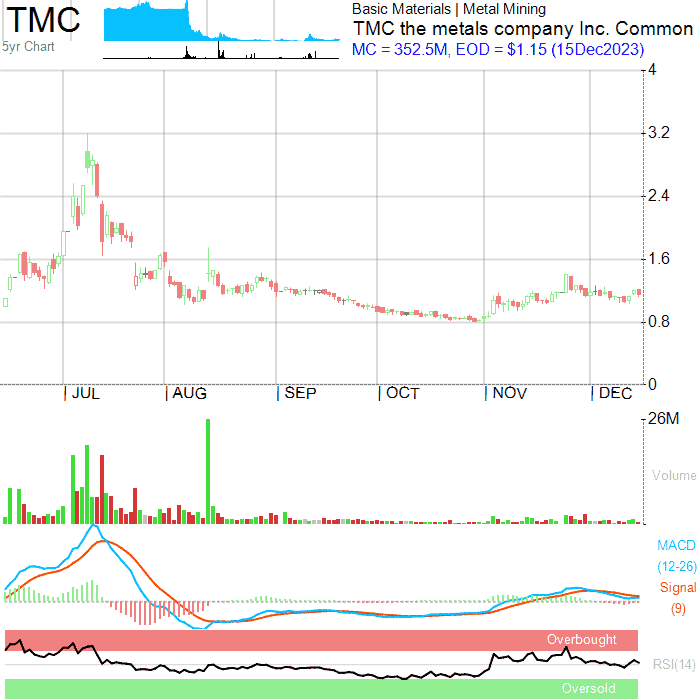 TMC
5yr Chart
Basic Materials | Metal Mining
TMC the metals company Inc. Common
MC = 352.5M, EOD = $1.15 (15Dec2023)
4
3.2
2.4
1.6
0.8
0
| JUL | AUG | SEP | OCT | NOV | DEC
26M
Volume
MACD
(12-26)
Signal
(9)
Overbought
RSI(14)
Oversold